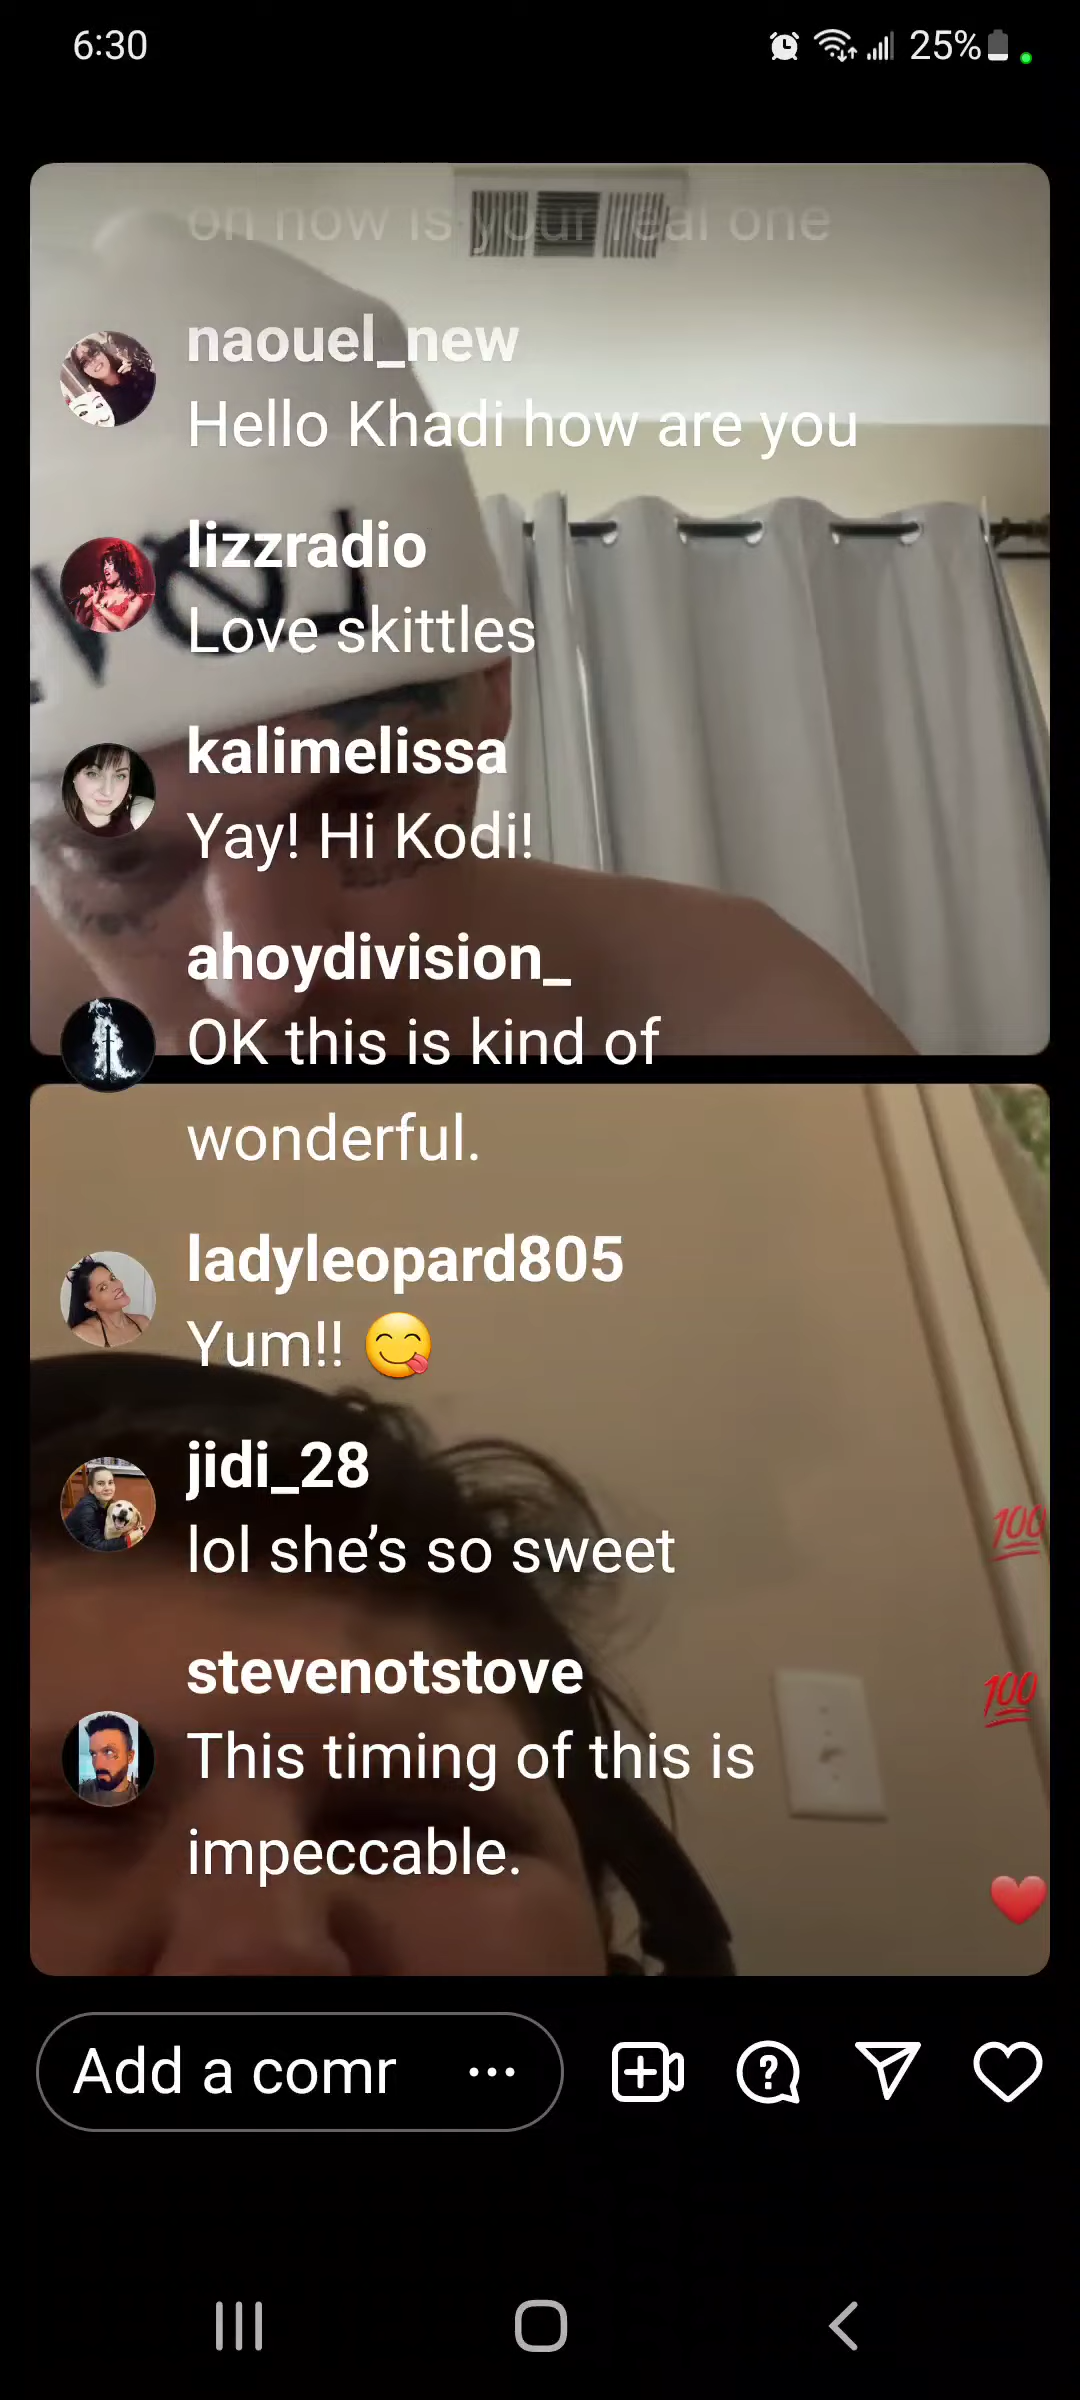 6:30
25%
on now is your real one
naouel_new
Hello Khadi how are you
lizzradio
Love skittles
kalimelissa
Yay! Hi Kodi!
ahoydivision_
OK this is kind of
wonderful.
ladyleopard805
Yum!! 😋
jidi_28
lol she’s so sweet
💯
stevenotstove
💯
This timing of this is
impeccable.
Add a comr